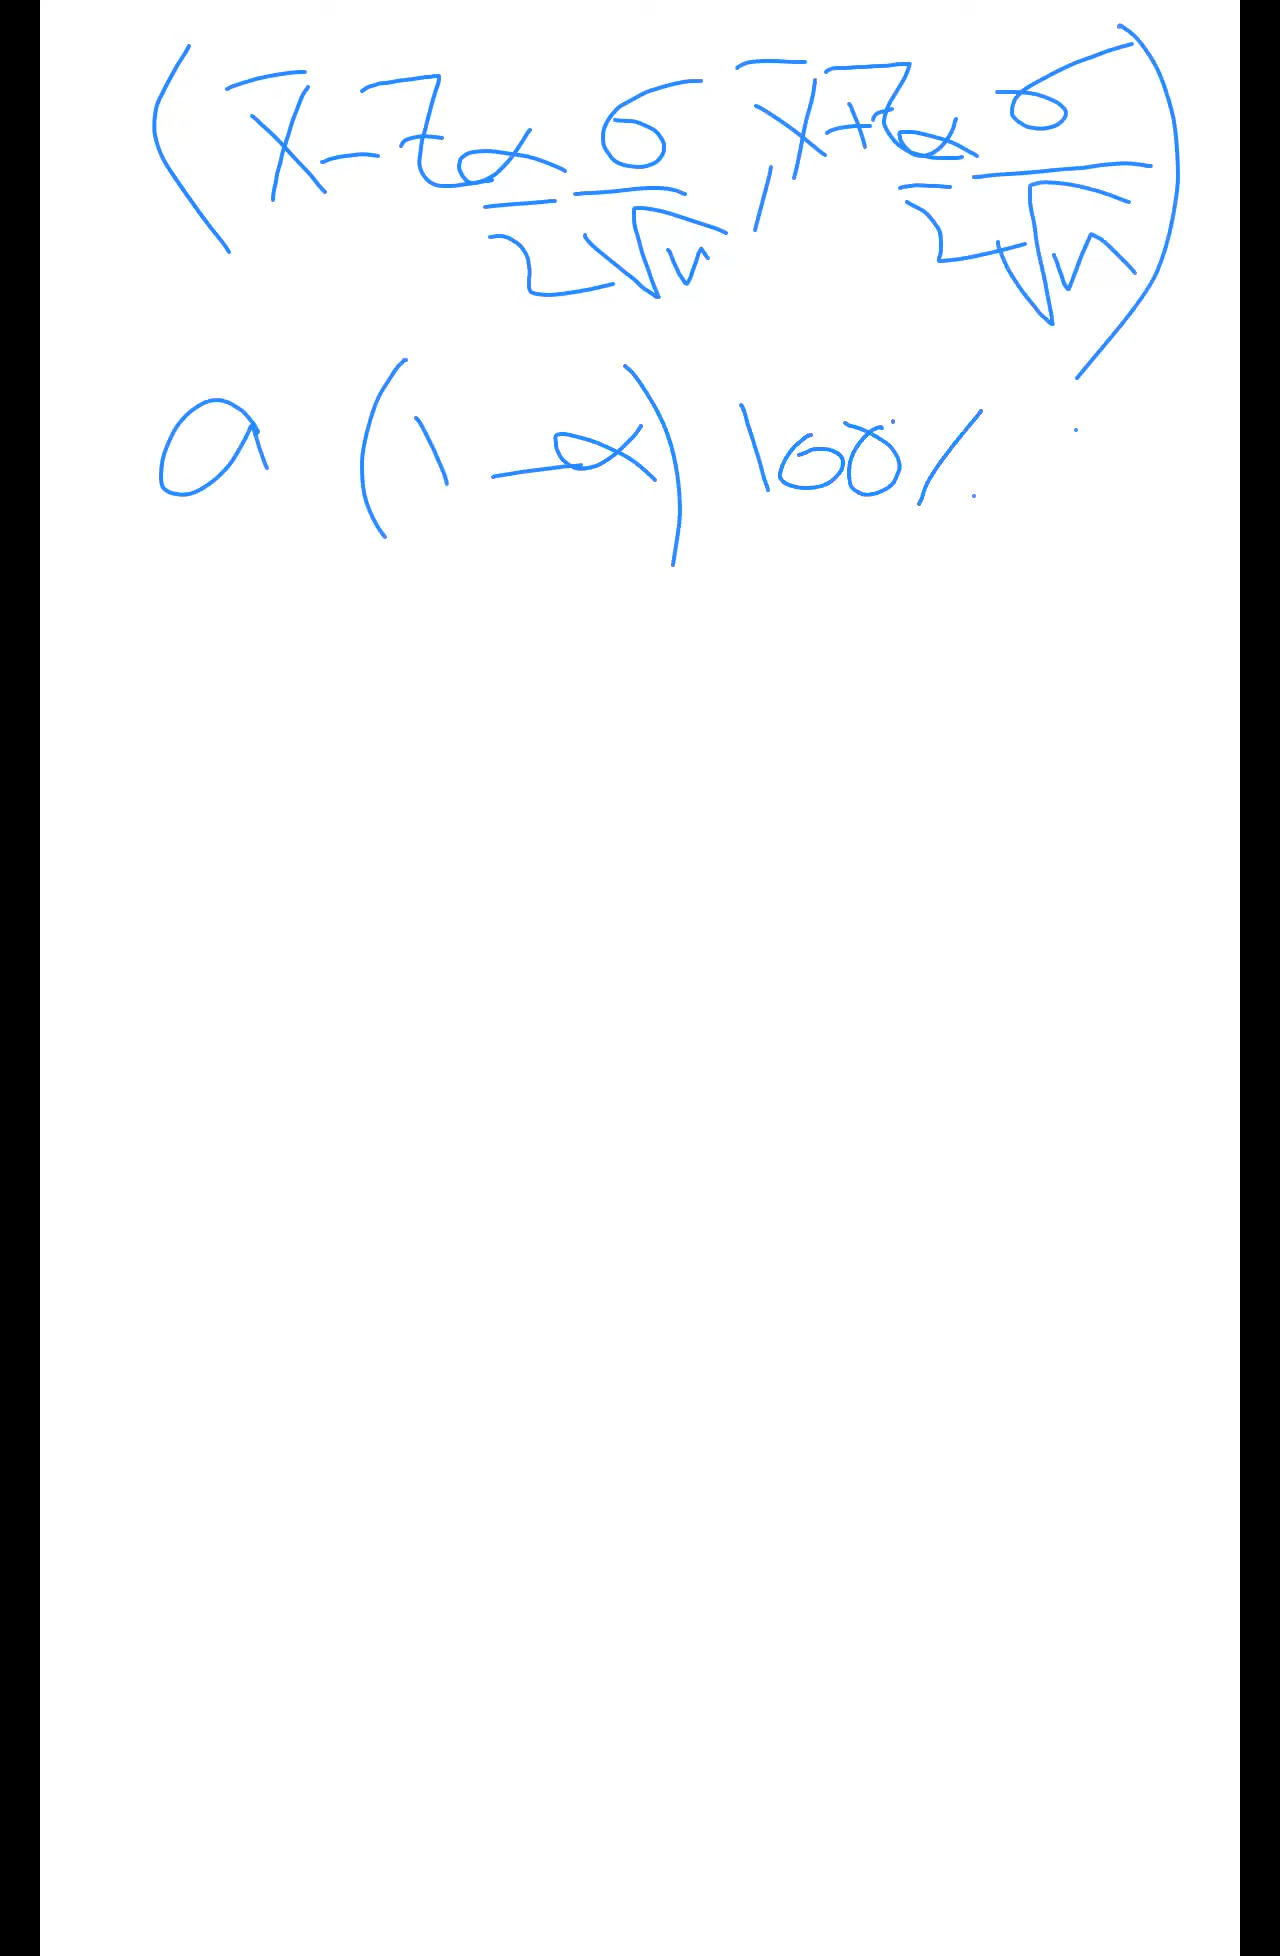 (x̄ - z_{α/2} σ/√n, x̄ + z_{α/2} σ/√n)
a (1 - α) 100%